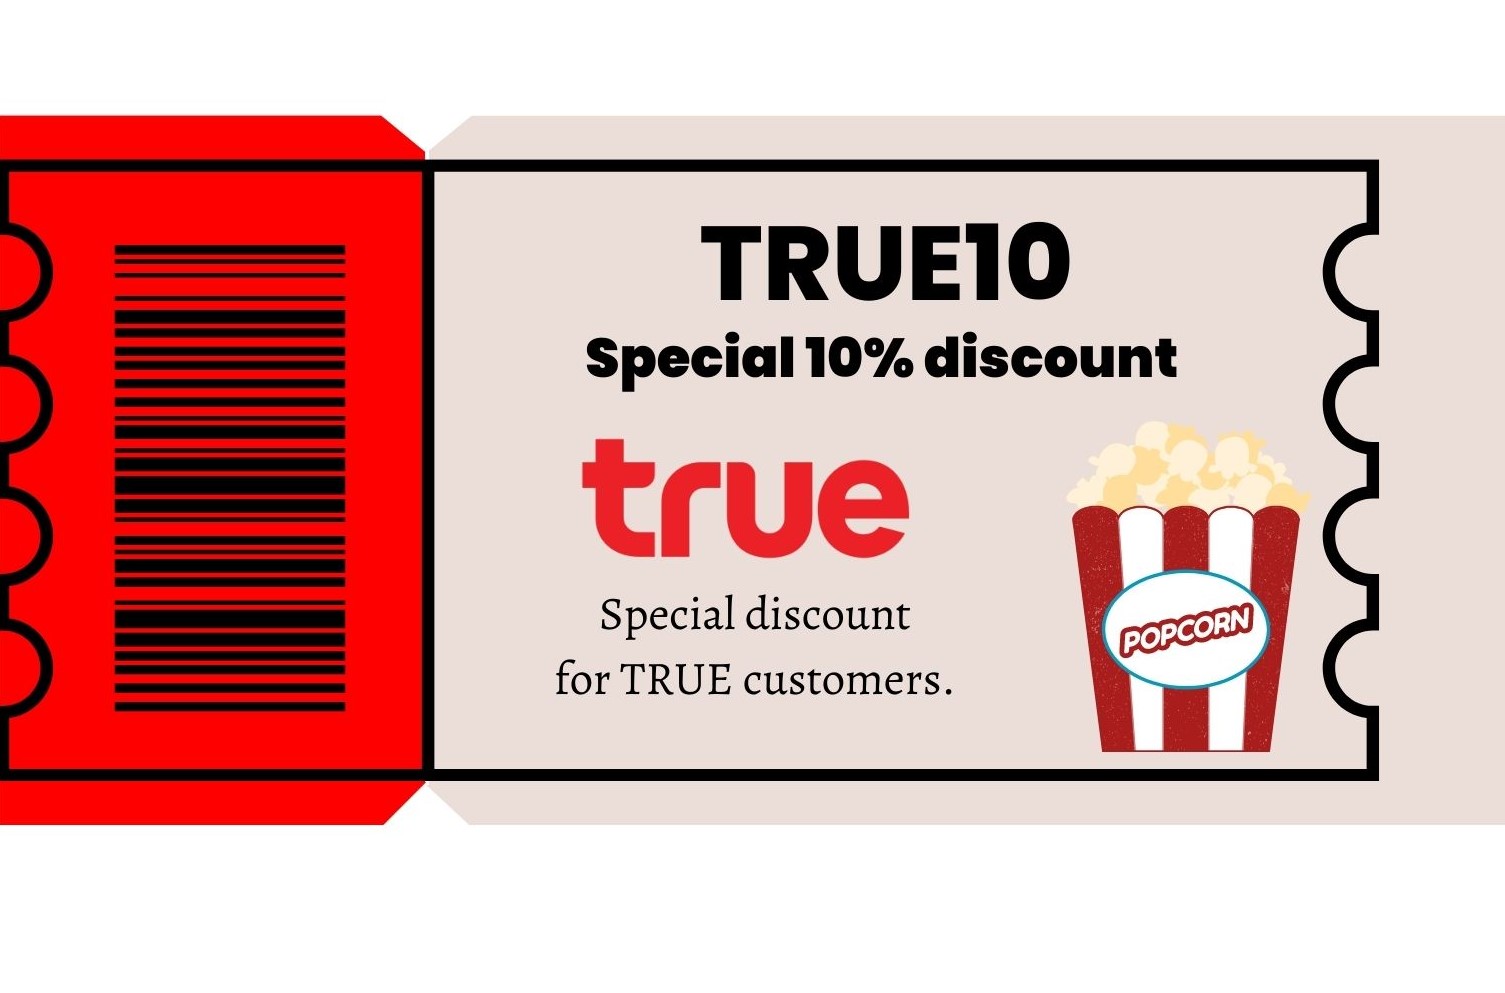 TRUE10
Special 10% discount
true
Special discount
for TRUE customers.
POPCORN